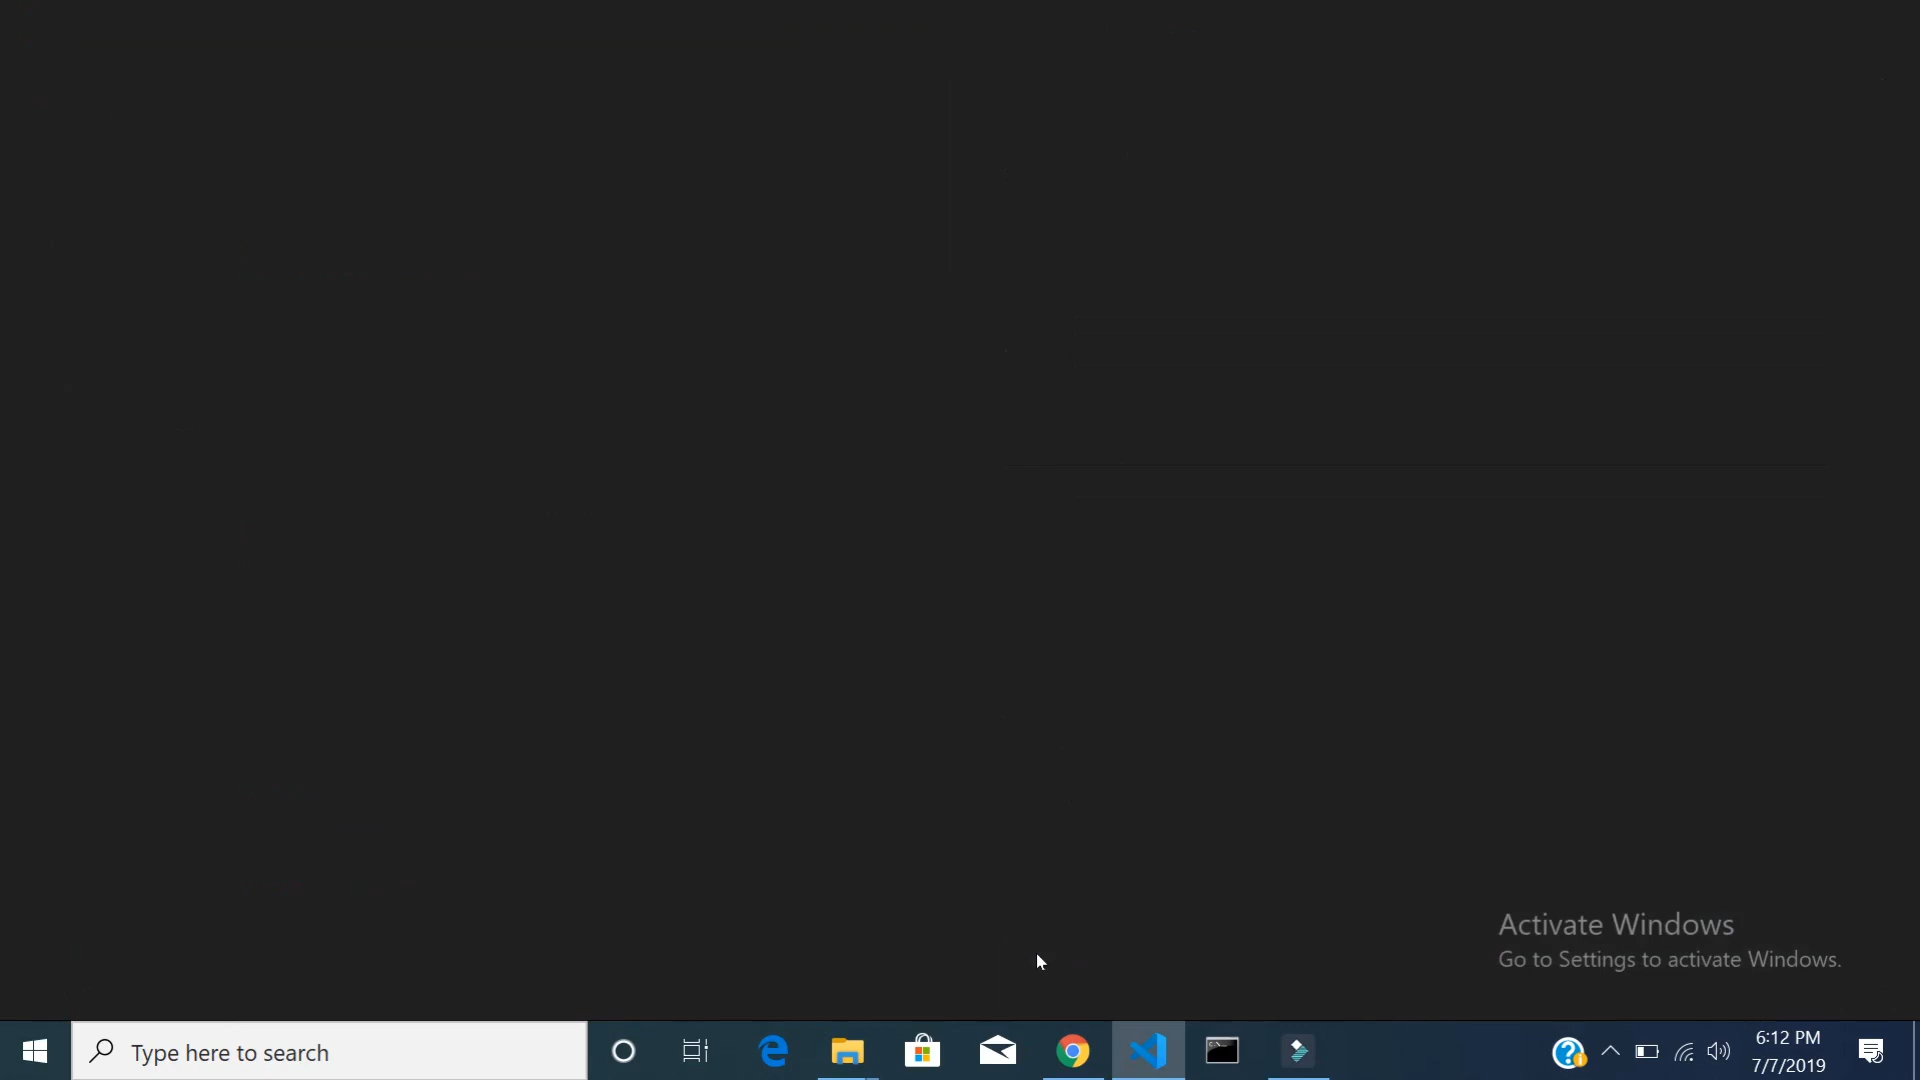 Activate Windows
Go to Settings to activate Windows.
Type here to search
6:12 PM
7/7/2019